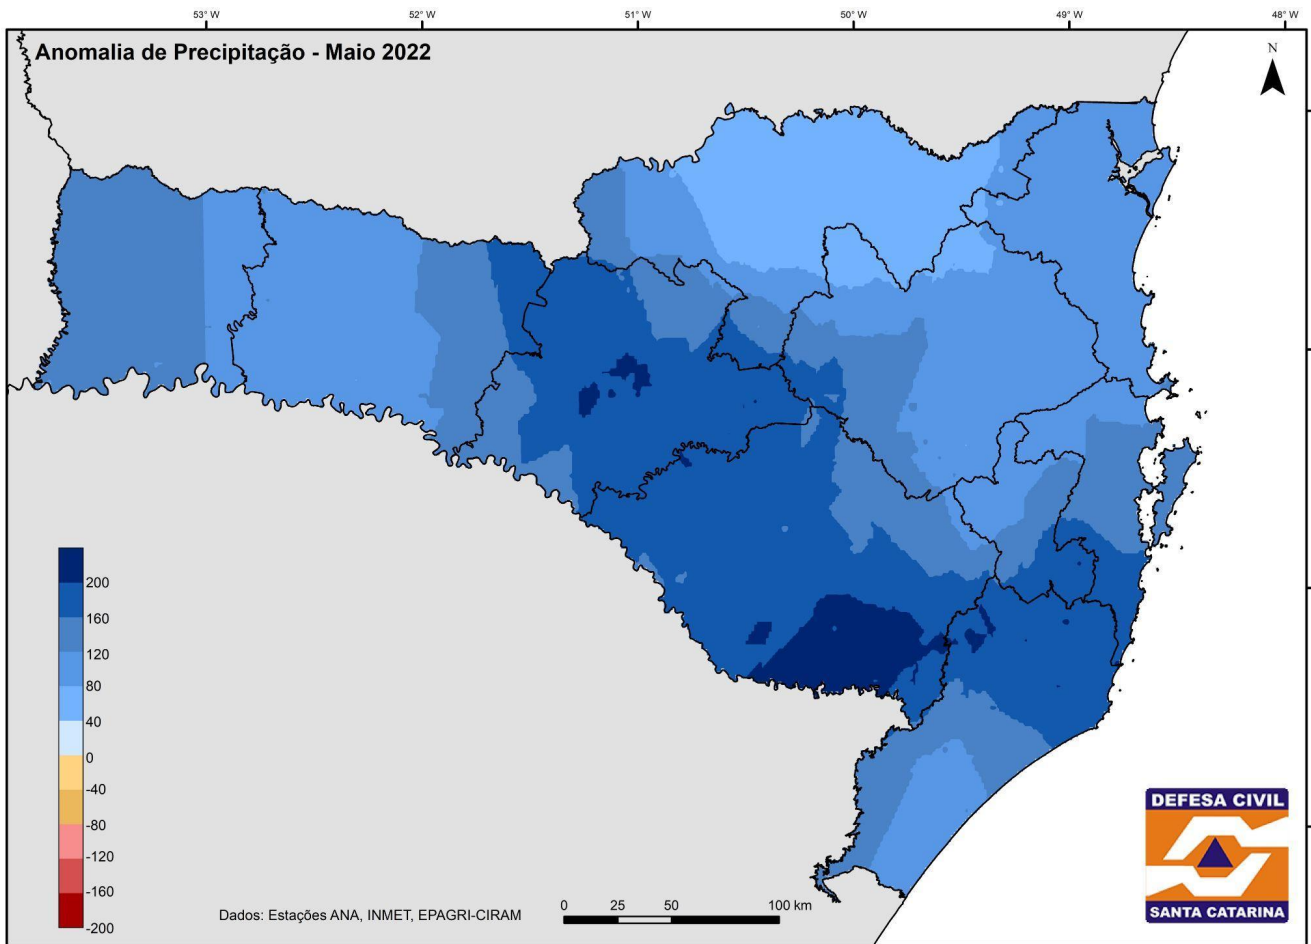 53° W 52° W 51° W 50° W 49° W 48° W
Anomalia de Precipitação - Maio 2022
N
200
160
120
80
40
0
-40
-80
-120
-160
-200
Dados: Estações ANA, INMET, EPAGRI-CIRAM
0 25 50 100 km
DEFESA CIVIL
SANTA CATARINA